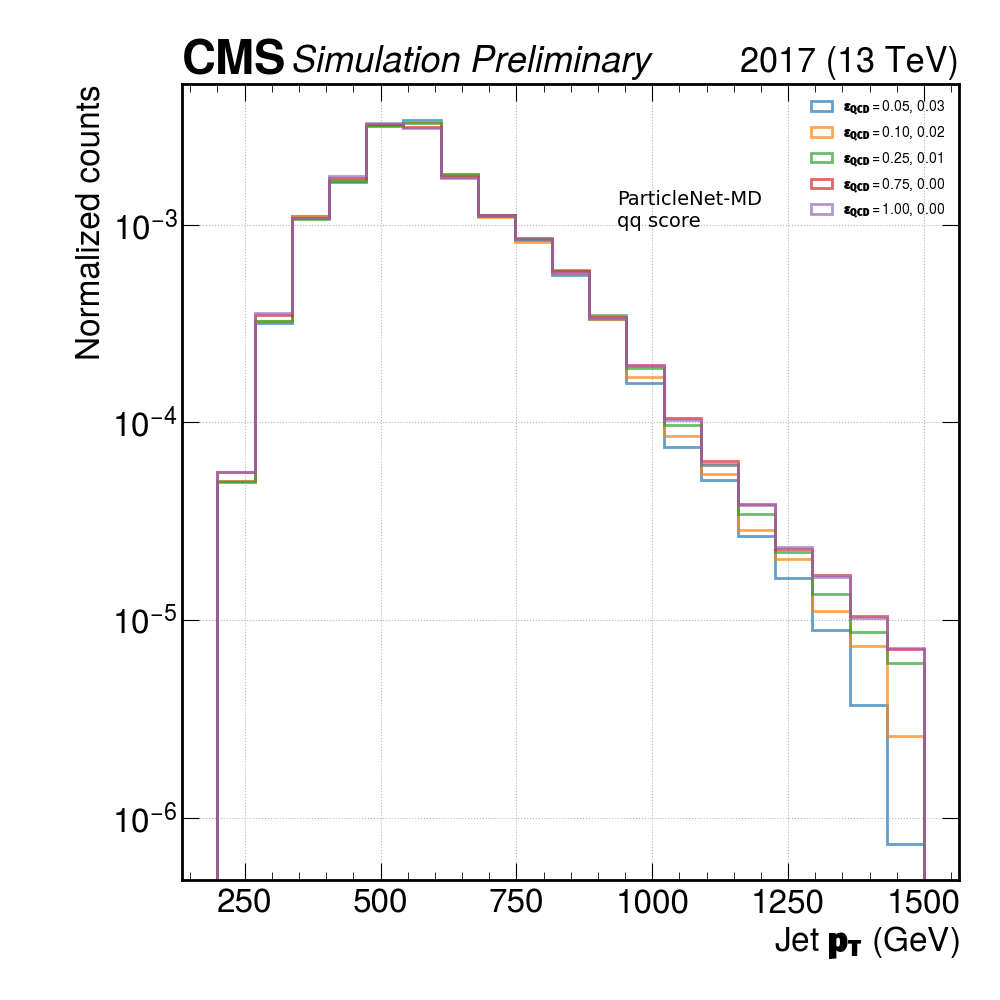 CMS Simulation Preliminary 2017 (13 TeV)
Normalized counts
ε_QCD = 0.05, 0.03
ε_QCD = 0.10, 0.02
ε_QCD = 0.25, 0.01
ε_QCD = 0.75, 0.00
ε_QCD = 1.00, 0.00
ParticleNet-MD
qq score
10⁻³
10⁻⁴
10⁻⁵
10⁻⁶
250 500 750 1000 1250 1500
Jet p_T (GeV)